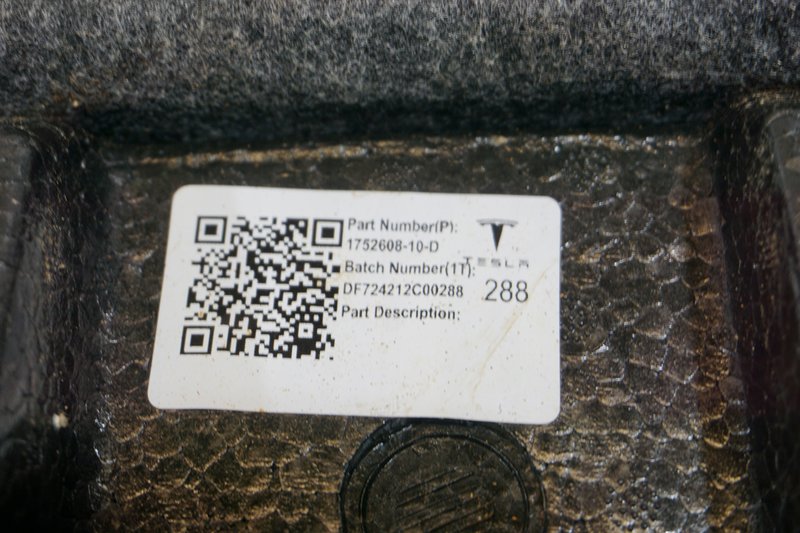 Part Number(P):
1752608-10-D
TESLA
Batch Number(1T):
DF724212C00288
288
Part Description: